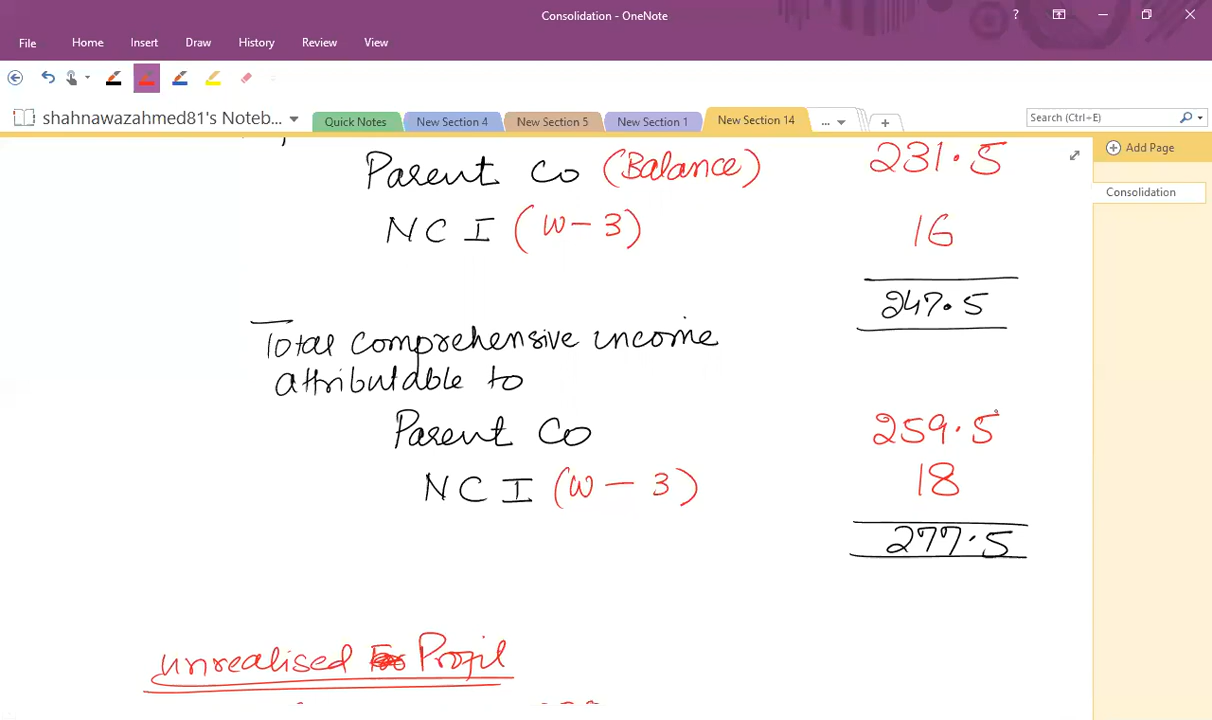 Consolidation - OneNote
?
File Home Insert Draw History Review View
shahnawazahmed81's Noteb...
Quick Notes New Section 4 New Section 5 New Section 1 New Section 14 ...
Search (Ctrl+E)
Add Page
Consolidation
Parent Co (Balance) 231.5
NCI (W-3) 16
247.5
Total comprehensive income
attributable to
Parent Co 259.5
NCI (W-3) 18
277.5
unrealised Profit